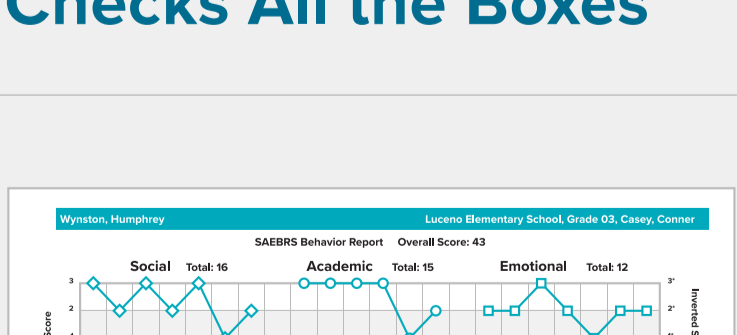 Checks All the Boxes
Wynston, Humphrey
Luceno Elementary School, Grade 03, Casey, Conner
SAEBRS Behavior Report Overall Score: 43
Social Total: 16
Academic Total: 15
Emotional Total: 12
3
3*
2
2*
Score
Inverted S